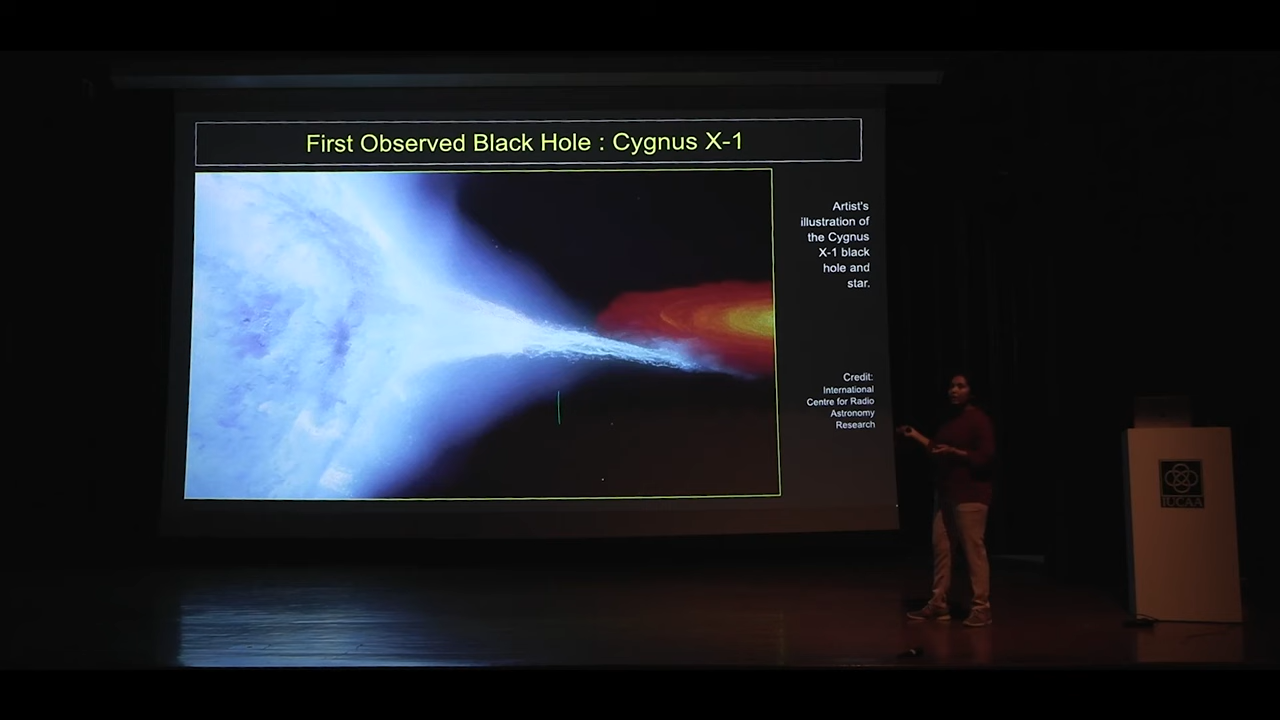 First Observed Black Hole : Cygnus X-1
Artist's
illustration of
the Cygnus
X-1 black
hole and
star.
Credit:
International
Centre for Radio
Astronomy
Research
IUCAA